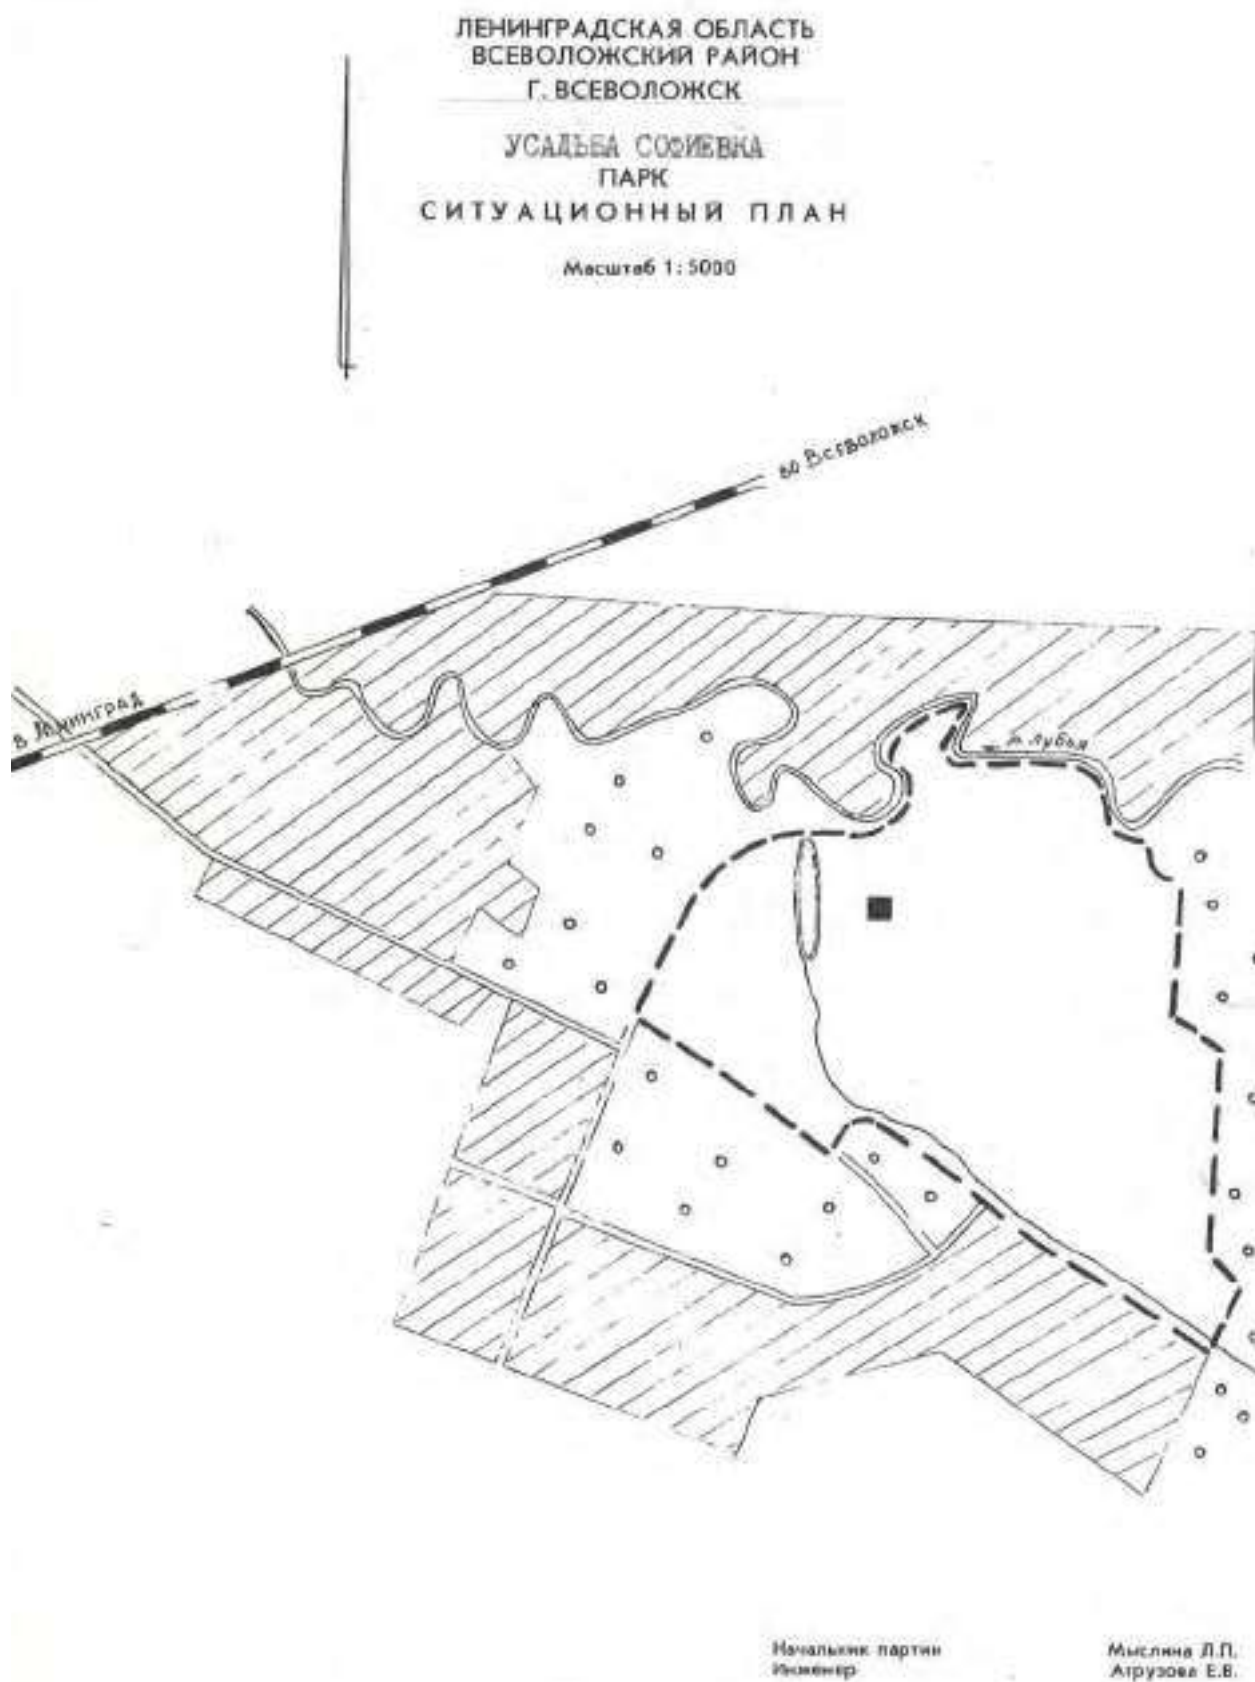 ЛЕНИНГРАДСКАЯ ОБЛАСТЬ
ВСЕВОЛОЖСКИЙ РАЙОН
Г. ВСЕВОЛОЖСК
УСАДЬБА СОФИЕВКА
ПАРК
СИТУАЦИОННЫЙ ПЛАН
Масштаб 1:5000
во Всеволожск
в Ленинград
р. Лубья
Начальник партии Мыслина Л.П.
Инженер Атрузова Е.В.